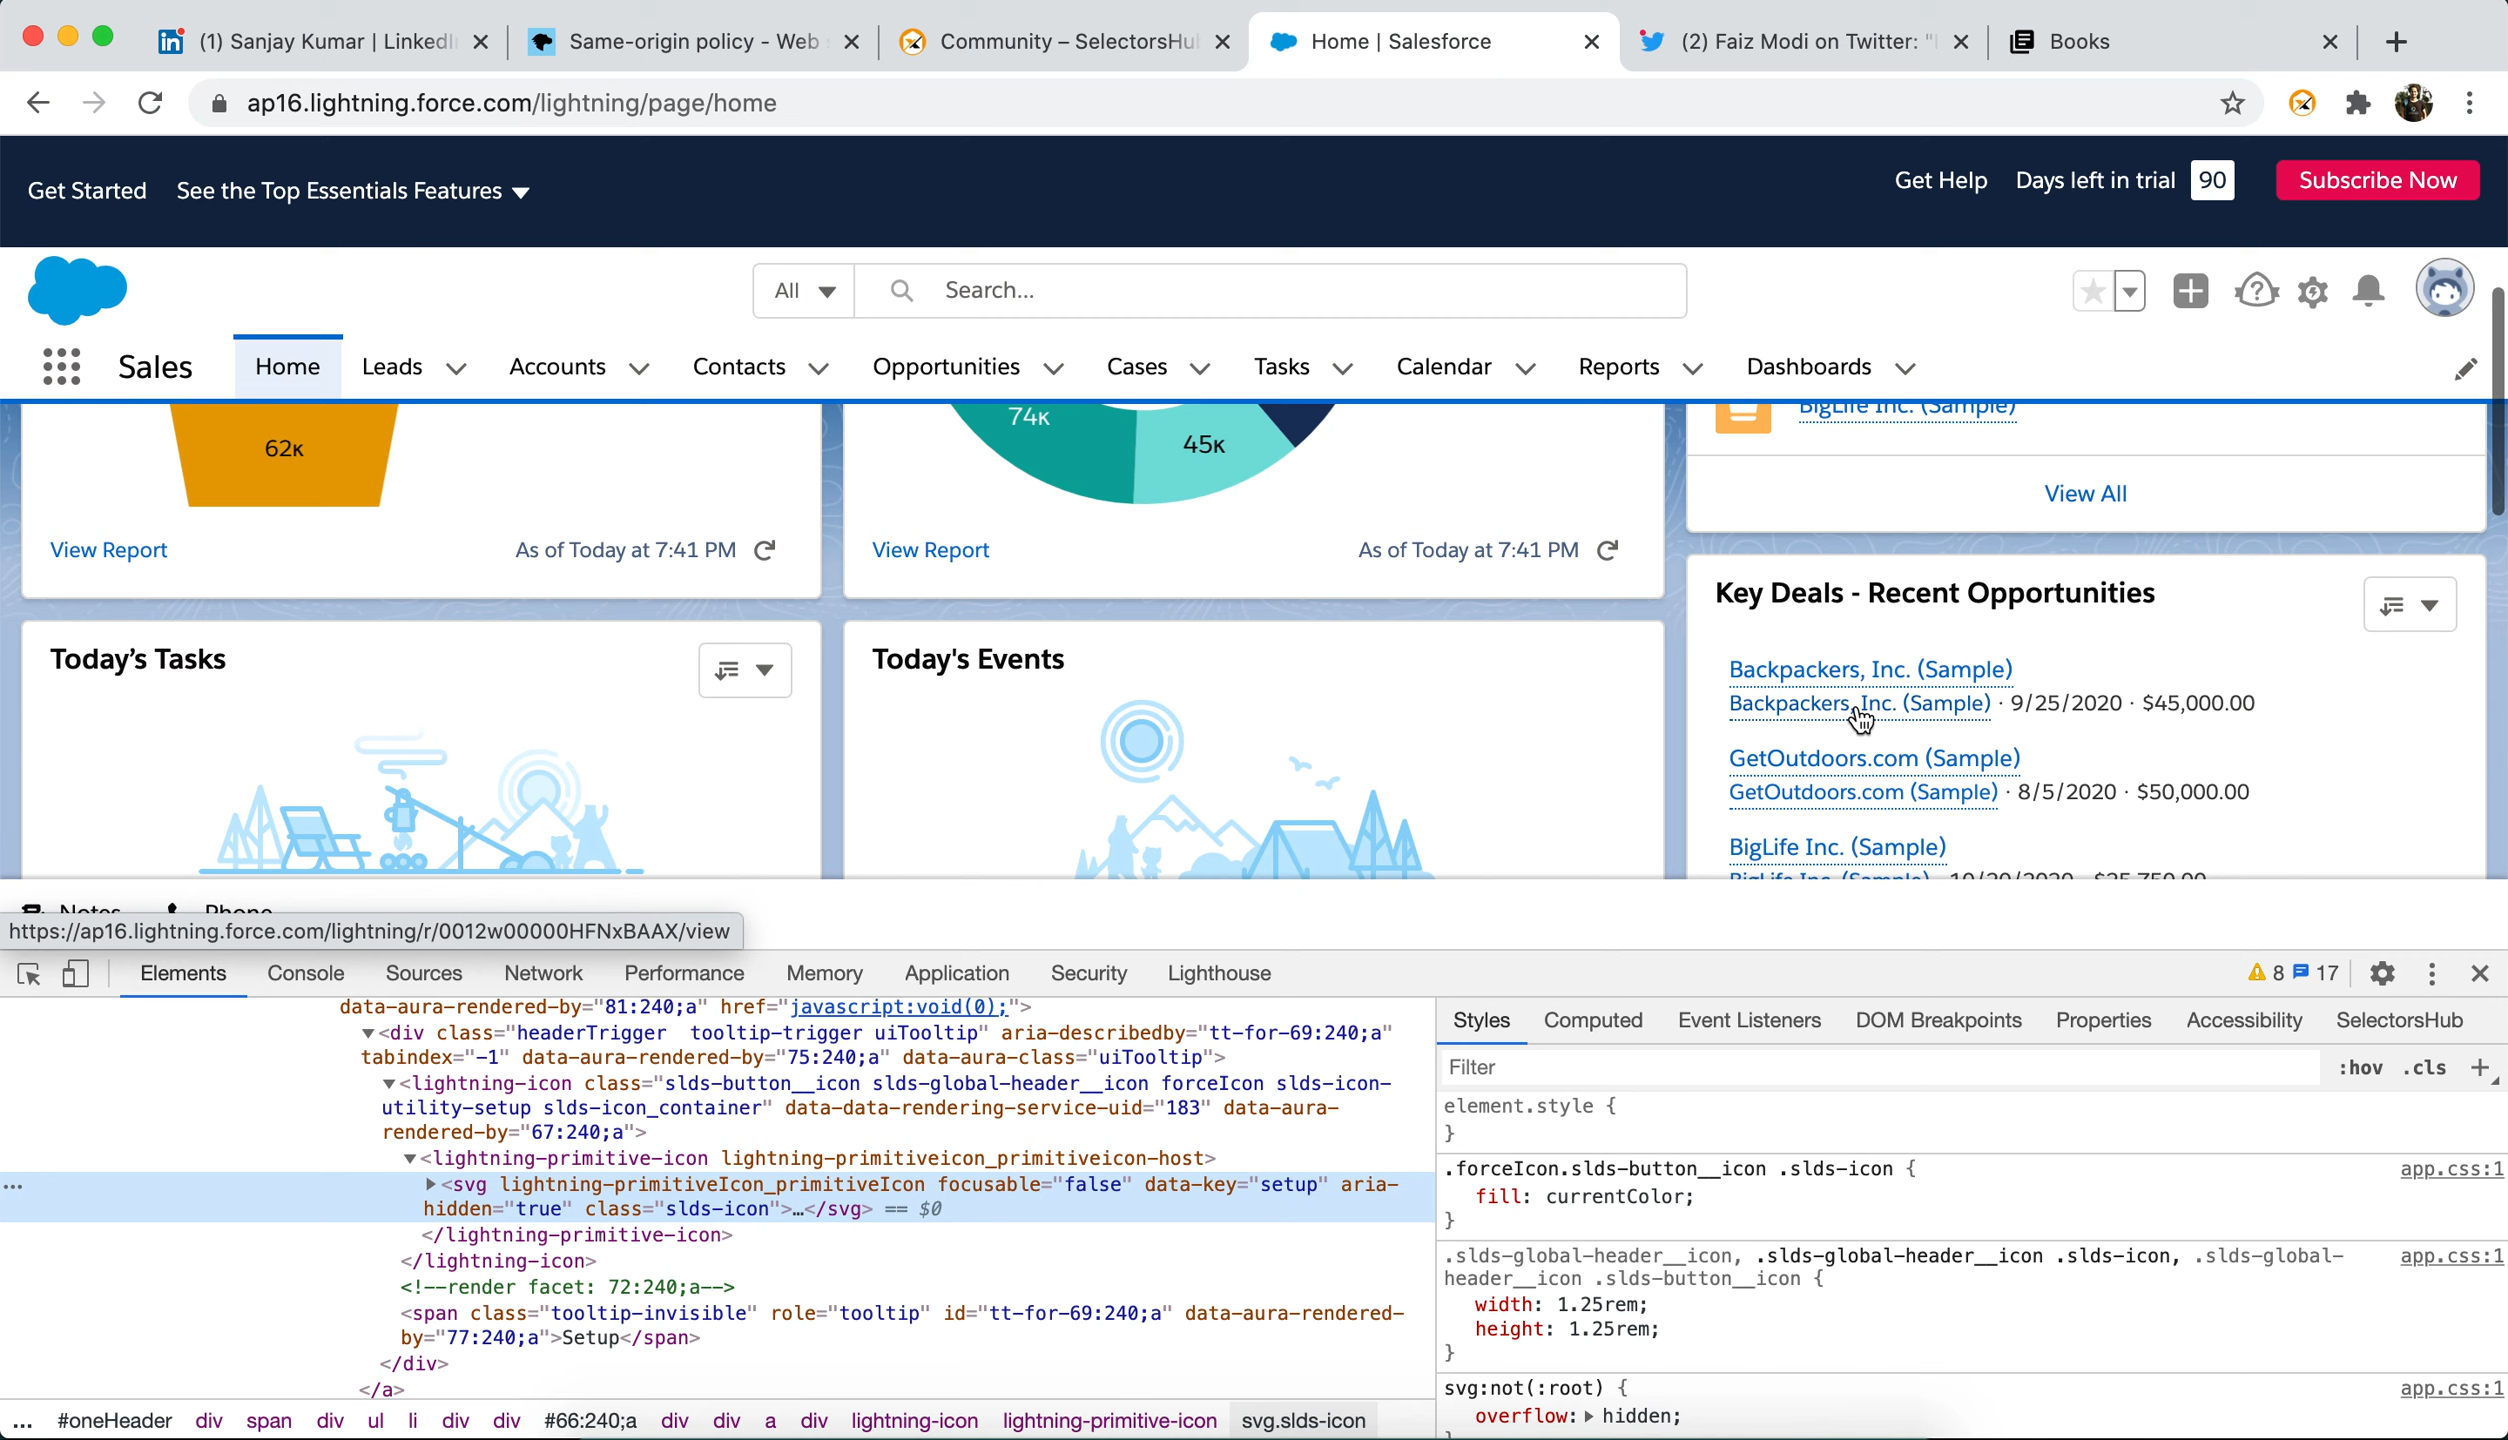 (1) Sanjay Kumar | LinkedI
Same-origin policy - Web
Community – SelectorsHu
Home | Salesforce
(2) Faiz Modi on Twitter: "
Books
ap16.lightning.force.com/lightning/page/home
Get Started
See the Top Essentials Features
Get Help
Days left in trial
90
Subscribe Now
All
Search...
Sales
Home
Leads
Accounts
Contacts
Opportunities
Cases
Tasks
Calendar
Reports
Dashboards
62K
74K
45K
BigLife Inc. (Sample)
View All
View Report
As of Today at 7:41 PM
View Report
As of Today at 7:41 PM
Key Deals - Recent Opportunities
Today’s Tasks
Today's Events
Backpackers, Inc. (Sample)
Backpackers, Inc. (Sample) · 9/25/2020 · $45,000.00
GetOutdoors.com (Sample)
GetOutdoors.com (Sample) · 8/5/2020 · $50,000.00
BigLife Inc. (Sample)
BigLife Inc. (Sample) · 10/20/2020 · $25,750.00
Notes
Phone
https://ap16.lightning.force.com/lightning/r/0012w00000HFNxBAAX/view
Elements
Console
Sources
Network
Performance
Memory
Application
Security
Lighthouse
8
17
data-aura-rendered-by="81:240;a" href="javascript:void(0);">
<div class="headerTrigger  tooltip-trigger uiTooltip" aria-describedby="tt-for-69:240;a"
tabindex="-1" data-aura-rendered-by="75:240;a" data-aura-class="uiTooltip">
<lightning-icon class="slds-button__icon slds-global-header__icon forceIcon slds-icon-
utility-setup slds-icon_container" data-data-rendering-service-uid="183" data-aura-
rendered-by="67:240;a">
<lightning-primitive-icon lightning-primitiveicon_primitiveicon-host>
<svg lightning-primitiveIcon_primitiveIcon focusable="false" data-key="setup" aria-
hidden="true" class="slds-icon">…</svg> == $0
</lightning-primitive-icon>
</lightning-icon>
<!--render facet: 72:240;a-->
<span class="tooltip-invisible" role="tooltip" id="tt-for-69:240;a" data-aura-rendered-
by="77:240;a">Setup</span>
</div>
</a>
... #oneHeader div span div ul li div div #66:240;a div div a div lightning-icon lightning-primitive-icon svg.slds-icon
Styles
Computed
Event Listeners
DOM Breakpoints
Properties
Accessibility
SelectorsHub
Filter
:hov
.cls
element.style {
}
.forceIcon.slds-button__icon .slds-icon {
app.css:1
fill: currentColor;
}
.slds-global-header__icon, .slds-global-header__icon .slds-icon, .slds-global-
app.css:1
header__icon .slds-button__icon {
width: 1.25rem;
height: 1.25rem;
}
svg:not(:root) {
app.css:1
overflow: hidden;